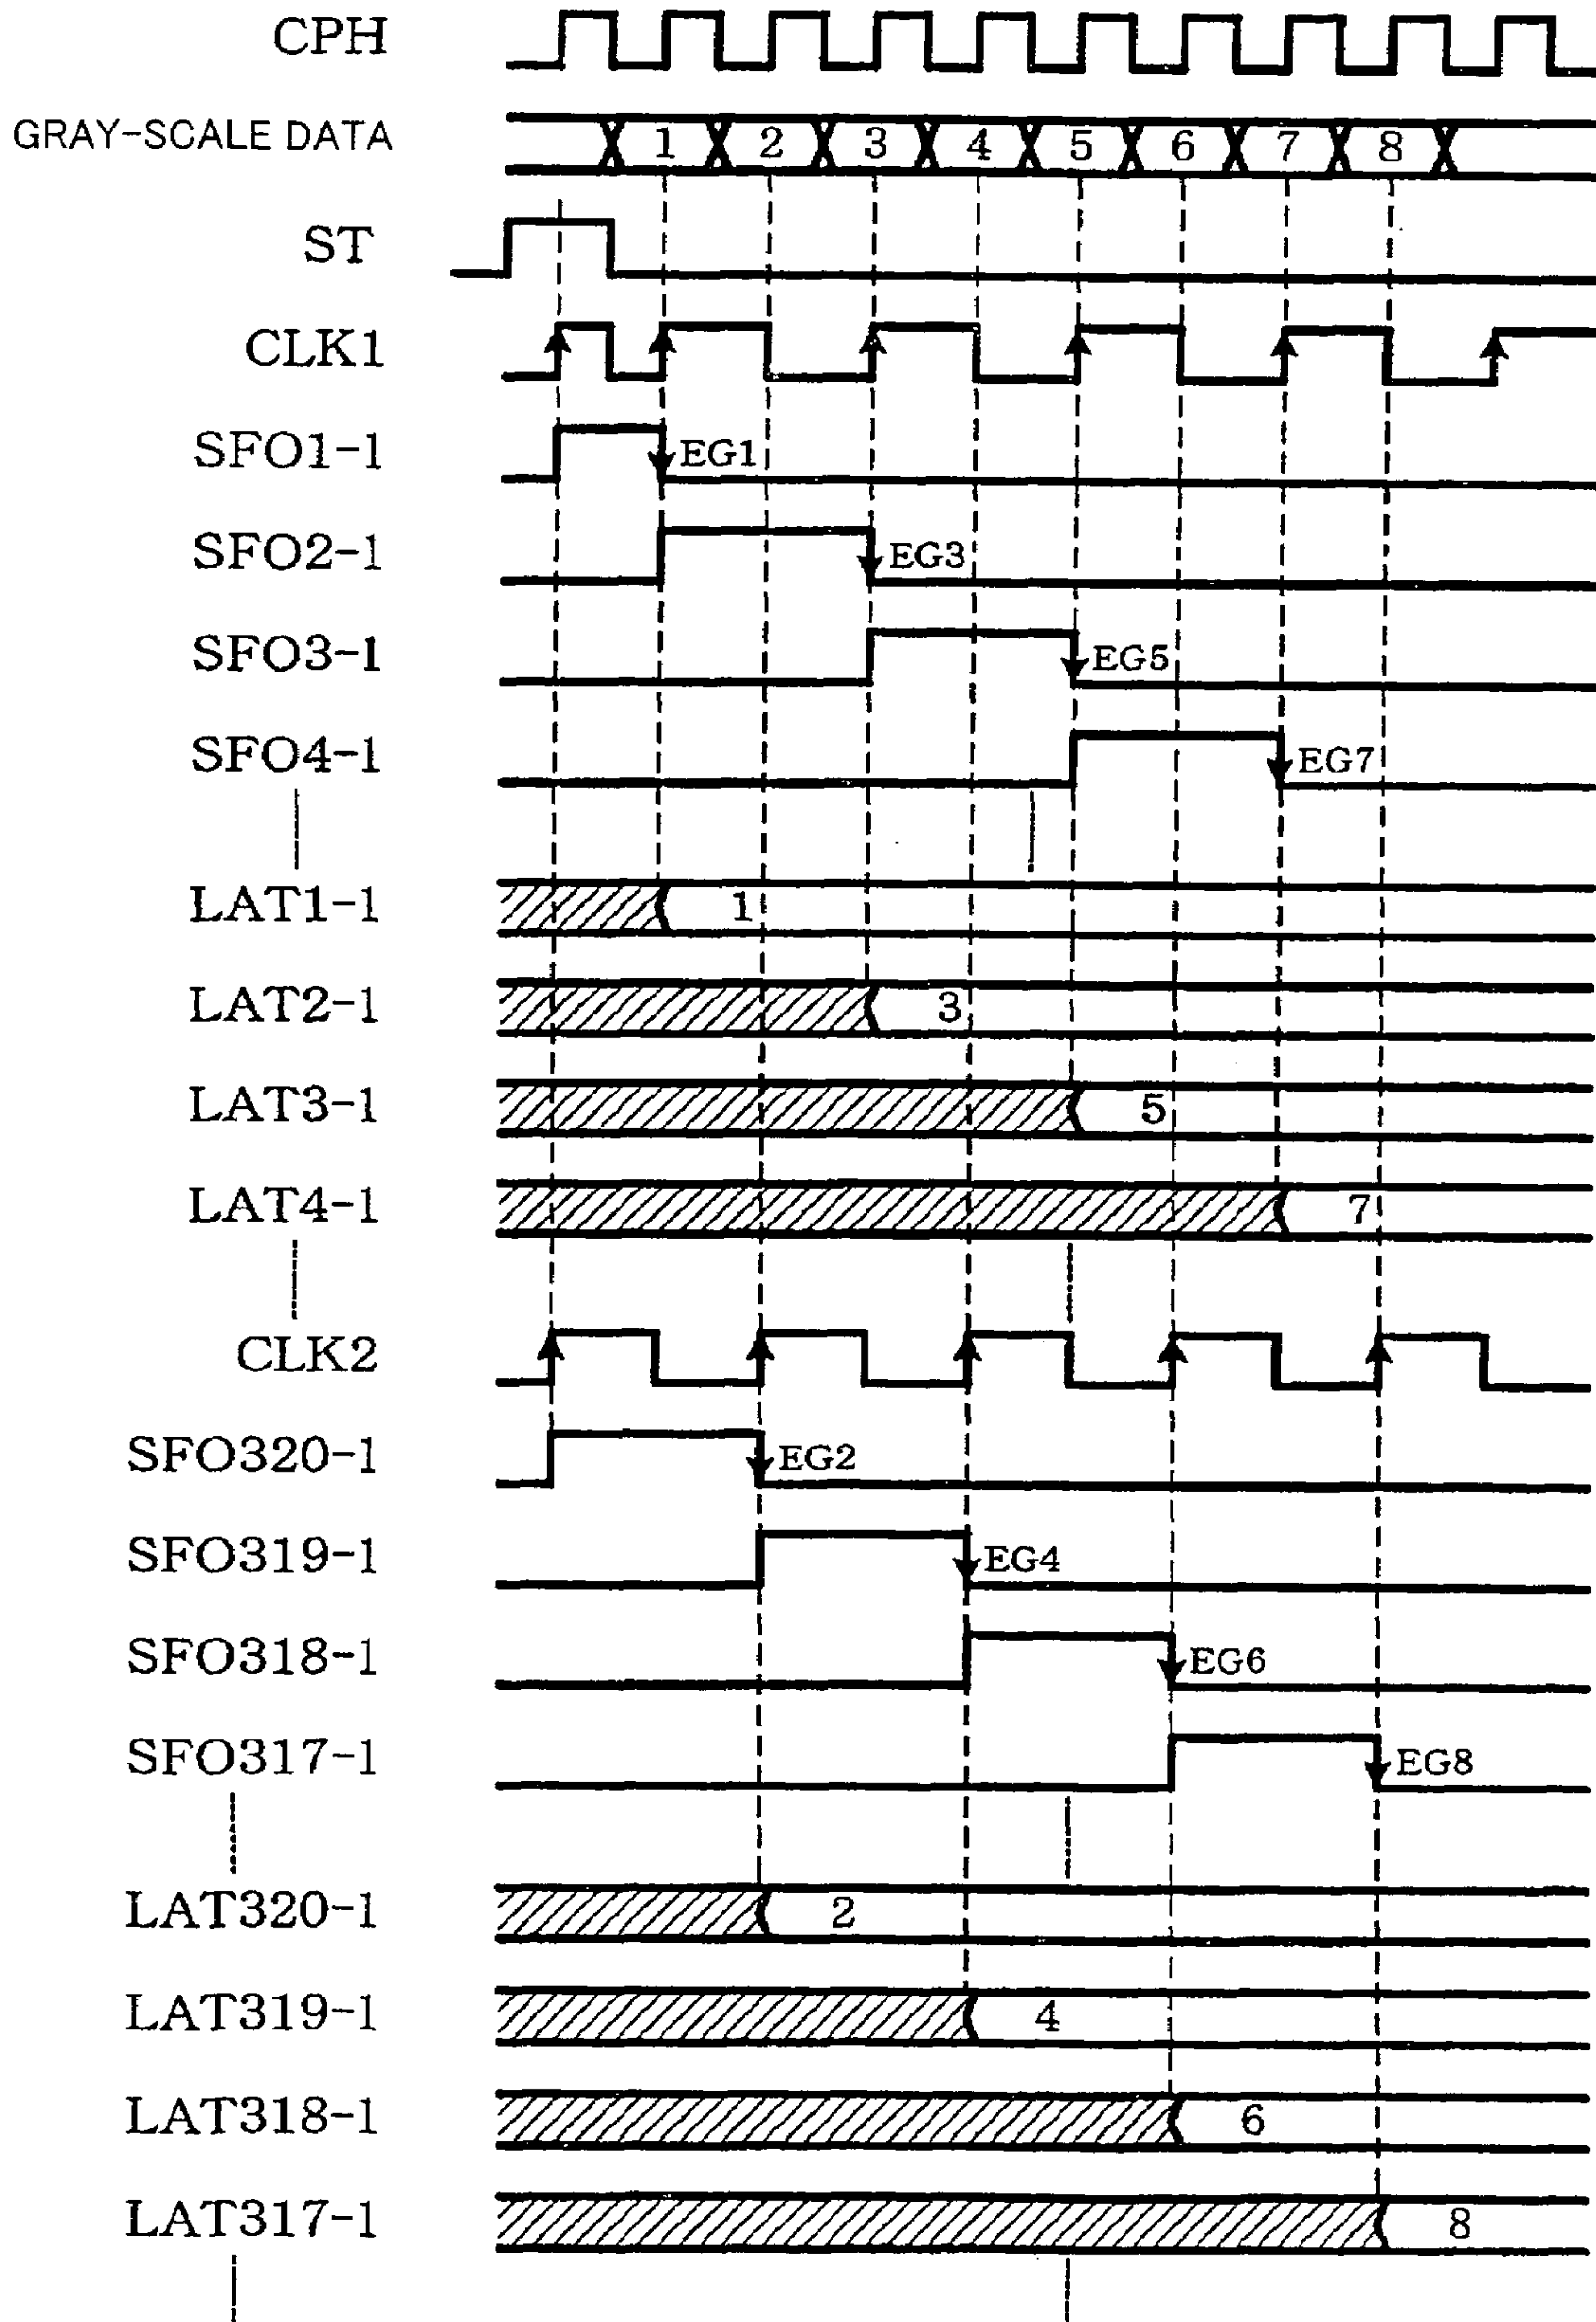 CPH
GRAY-SCALE DATA 1 2 3 4 5 6 7 8
ST
CLK1
SFO1-1 EG1
SFO2-1 EG3
SFO3-1 EG5
SFO4-1 EG7
LAT1-1 1
LAT2-1 3
LAT3-1 5
LAT4-1 7
CLK2
SFO320-1 EG2
SFO319-1 EG4
SFO318-1 EG6
SFO317-1 EG8
LAT320-1 2
LAT319-1 4
LAT318-1 6
LAT317-1 8